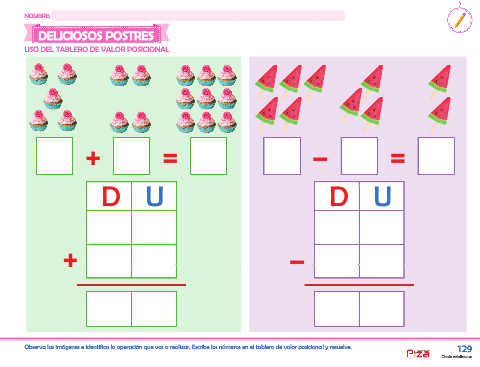 NOMBRE:
DELICIOSOS POSTRES
USO DEL TABLERO DE VALOR POSICIONAL
+ =
- =
D U
+
D U
-
Observa las imágenes e identifica la operación que vas a realizar. Escribe los números en el tablero de valor posicional y resuelve.
129